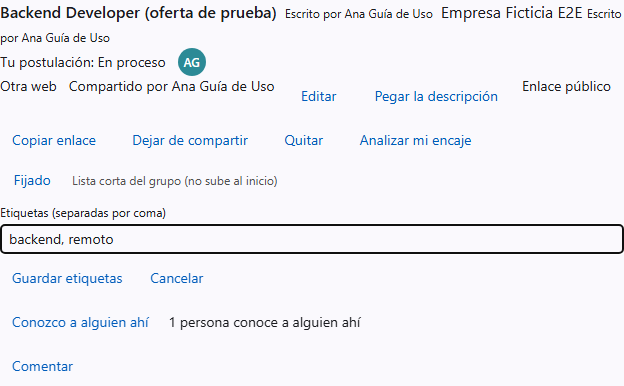 Backend Developer (oferta de prueba) Escrito por Ana Guía de Uso Empresa Ficticia E2E Escrito
por Ana Guía de Uso
Tu postulación: En proceso AG
Otra web Compartido por Ana Guía de Uso Editar Pegar la descripción Enlace público
Copiar enlace Dejar de compartir Quitar Analizar mi encaje
Fijado Lista corta del grupo (no sube al inicio)
Etiquetas (separadas por coma)
backend, remoto
Guardar etiquetas Cancelar
Conozco a alguien ahí 1 persona conoce a alguien ahí
Comentar